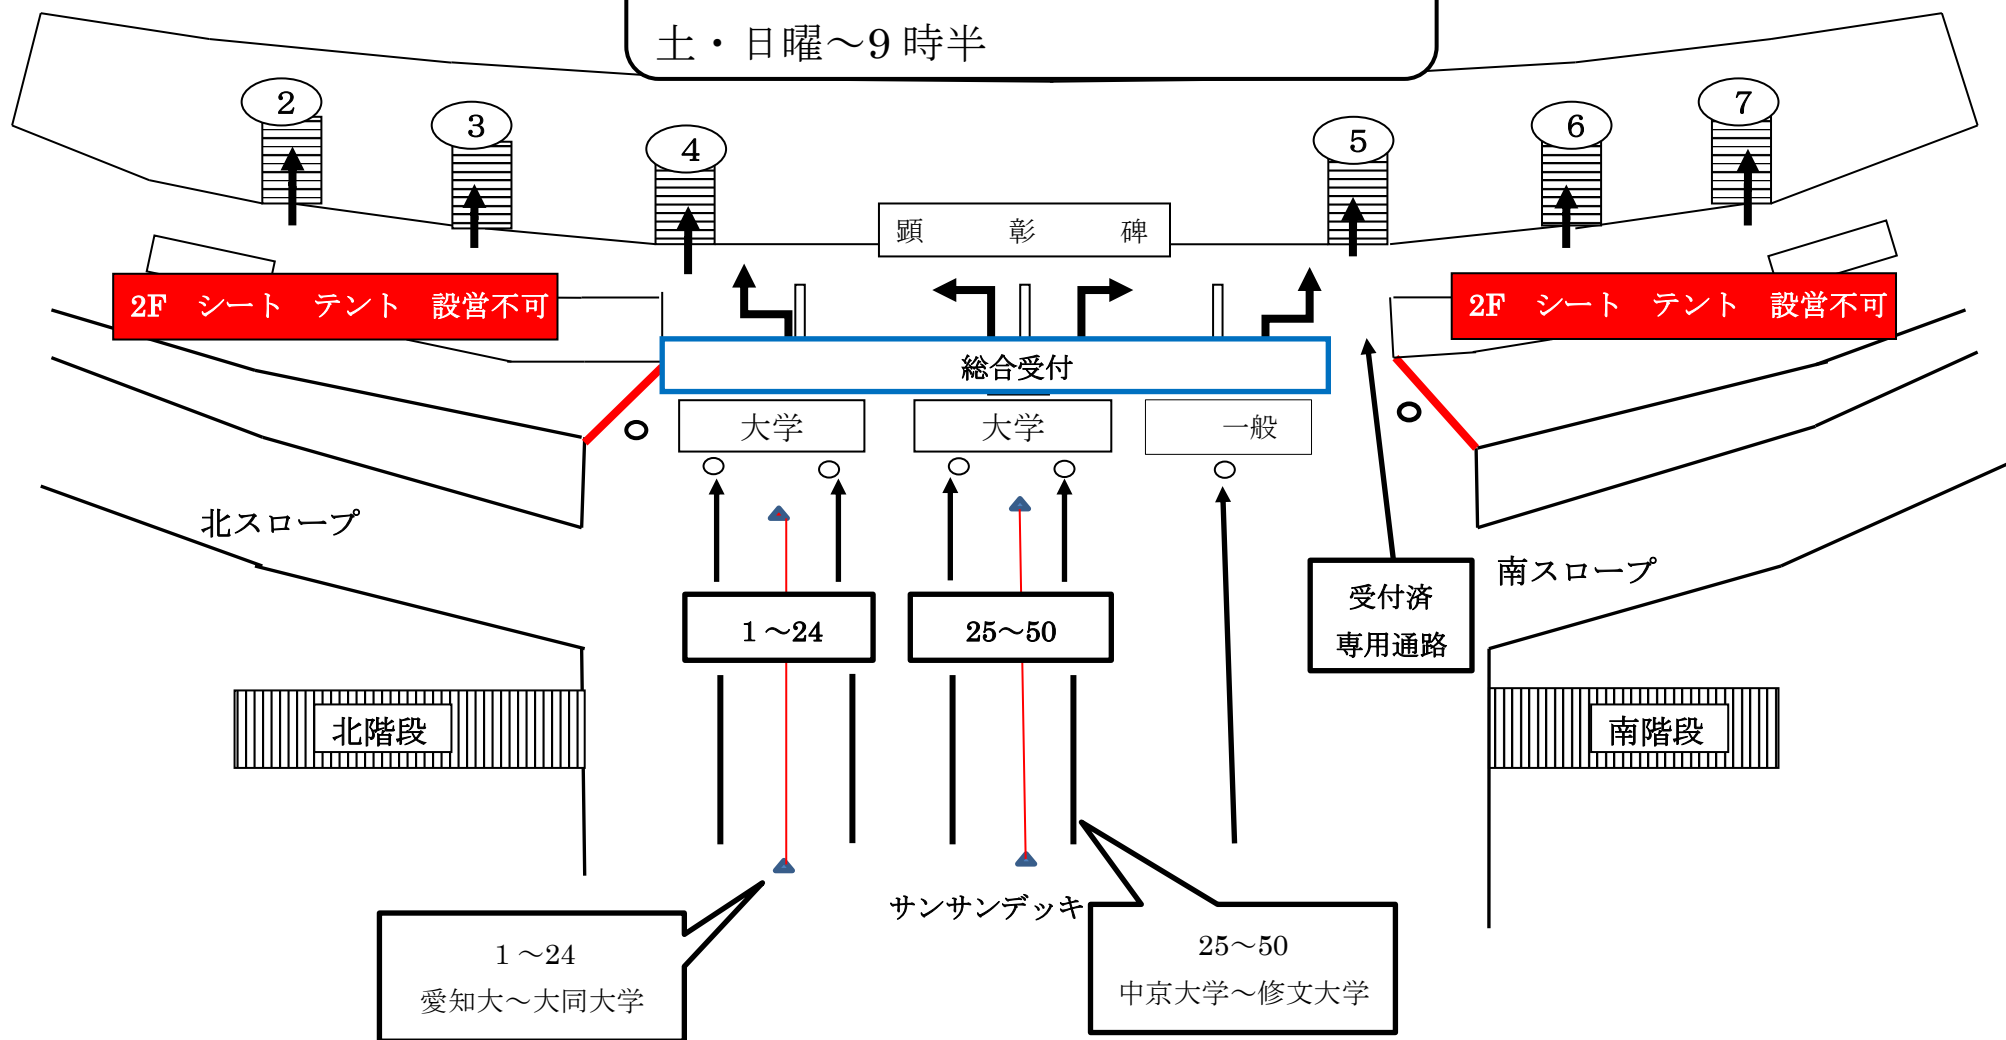 土・日曜～9時半
2
3
4
5
6
7
顕　彰　碑
2F　シート　テント　設営不可
2F　シート　テント　設営不可
総合受付
大学
大学
一般
北スロープ
南スロープ
受付済
専用通路
1～24
25～50
北階段
南階段
サンサンデッキ
1～24
愛知大～大同大学
25～50
中京大学～修文大学